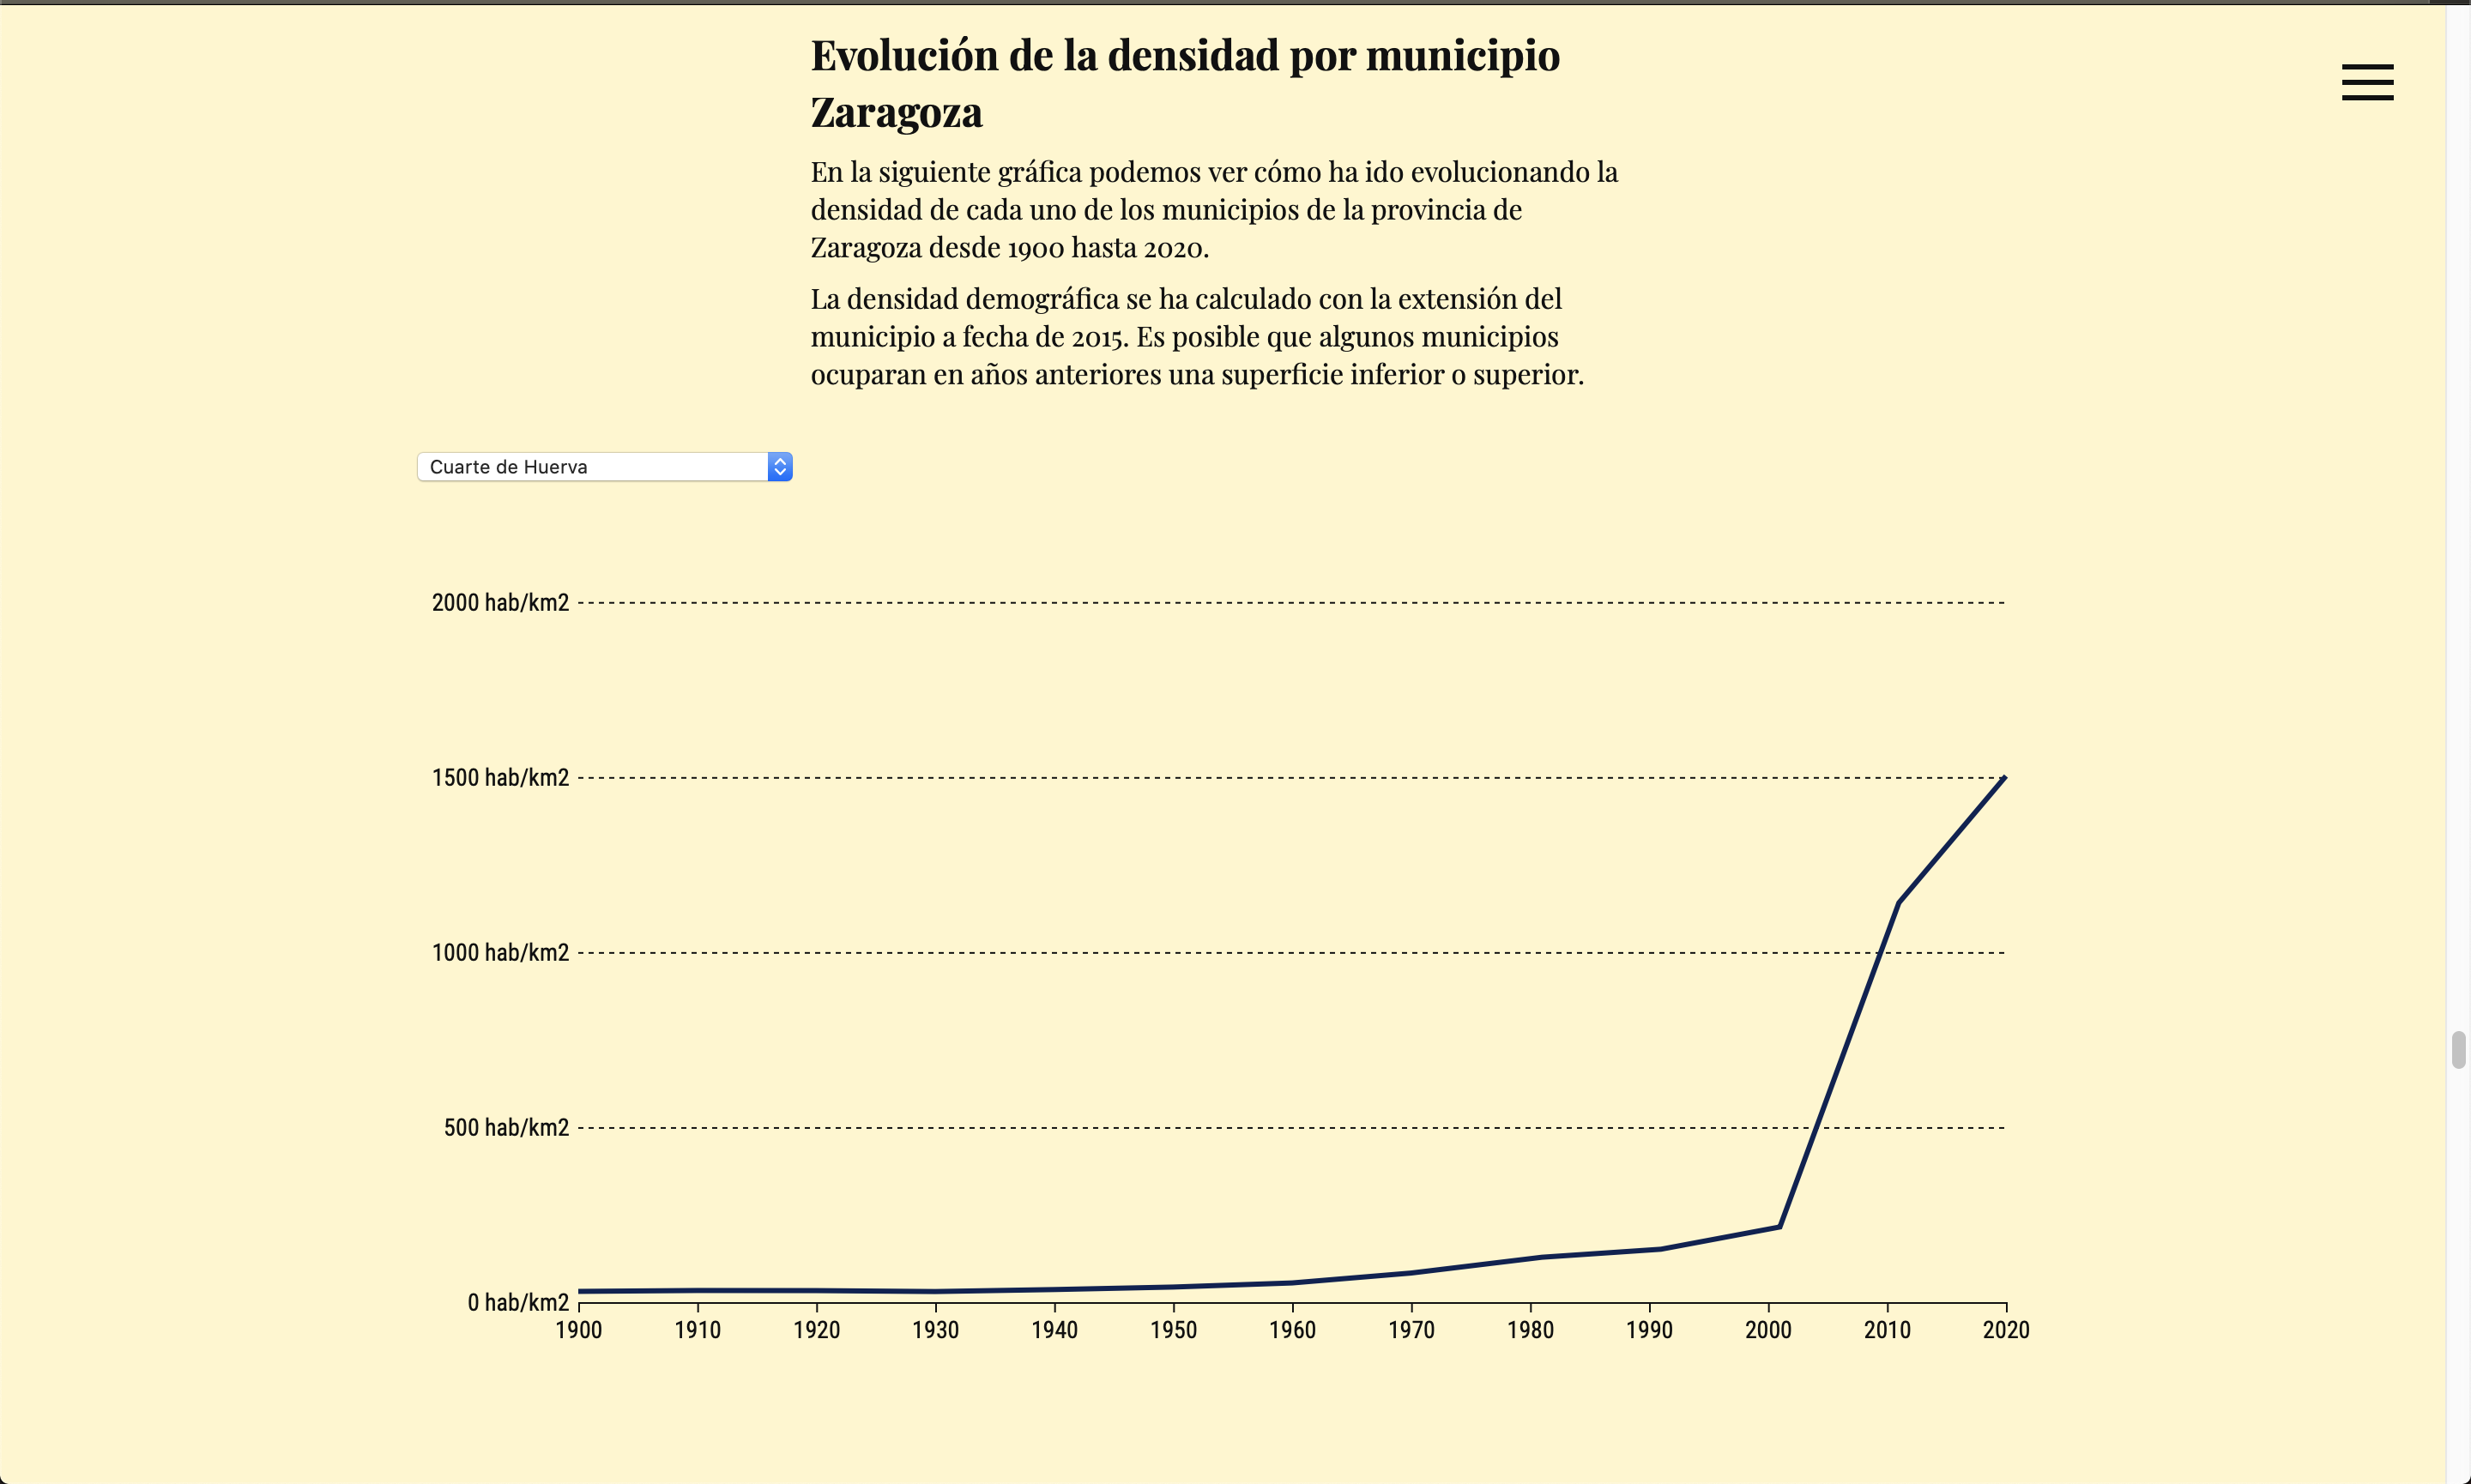 Evolución de la densidad por municipio
Zaragoza
En la siguiente gráfica podemos ver cómo ha ido evolucionando la
densidad de cada uno de los municipios de la provincia de
Zaragoza desde 1900 hasta 2020.
La densidad demográfica se ha calculado con la extensión del
municipio a fecha de 2015. Es posible que algunos municipios
ocuparan en años anteriores una superficie inferior o superior.
Cuarte de Huerva
2000 hab/km2
1500 hab/km2
1000 hab/km2
500 hab/km2
0 hab/km2
1900 1910 1920 1930 1940 1950 1960 1970 1980 1990 2000 2010 2020